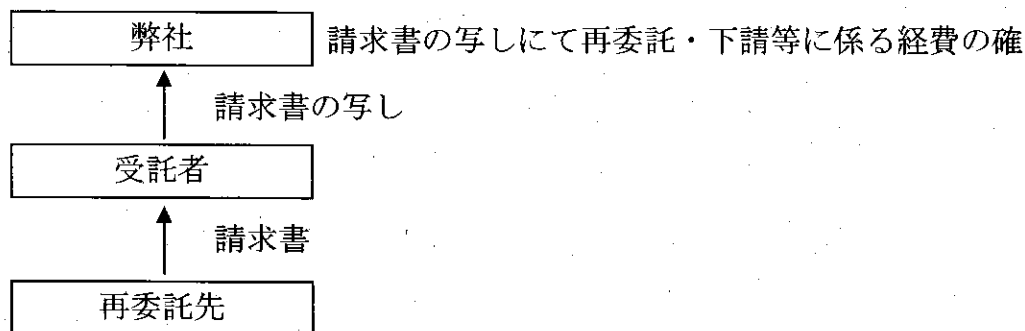 弊社
請求書の写しにて再委託・下請等に係る経費の確
請求書の写し
受託者
請求書
再委託先